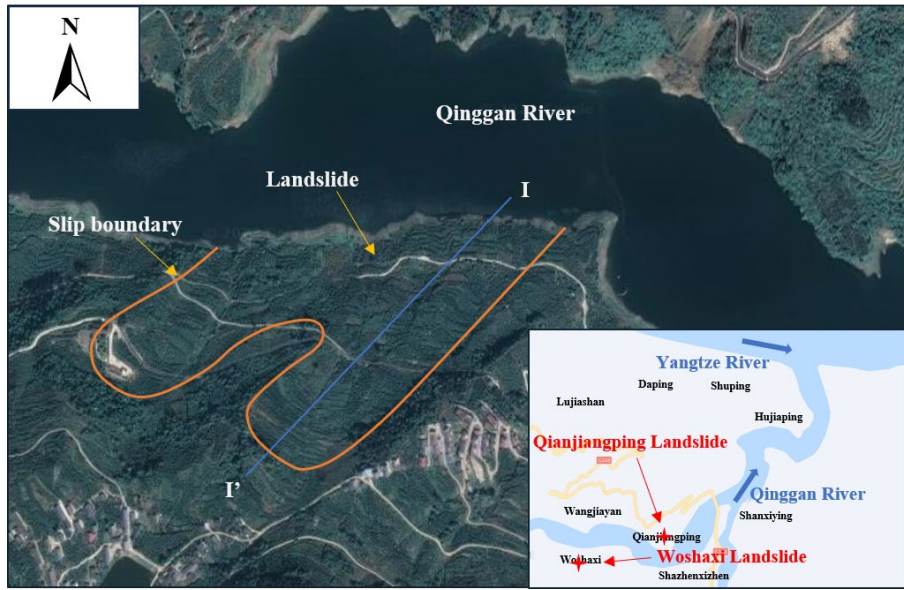 N
Qinggan River
Landslide
I
Slip boundary
I'
Yangtze River
Daping
Shuping
Lujiashan
Hujiaping
Qianjiangping Landslide
Qinggan River
Wangjiayan
Shanxiying
Qianjiangping
Woshaxi
Woshaxi Landslide
Shazhenxizhen